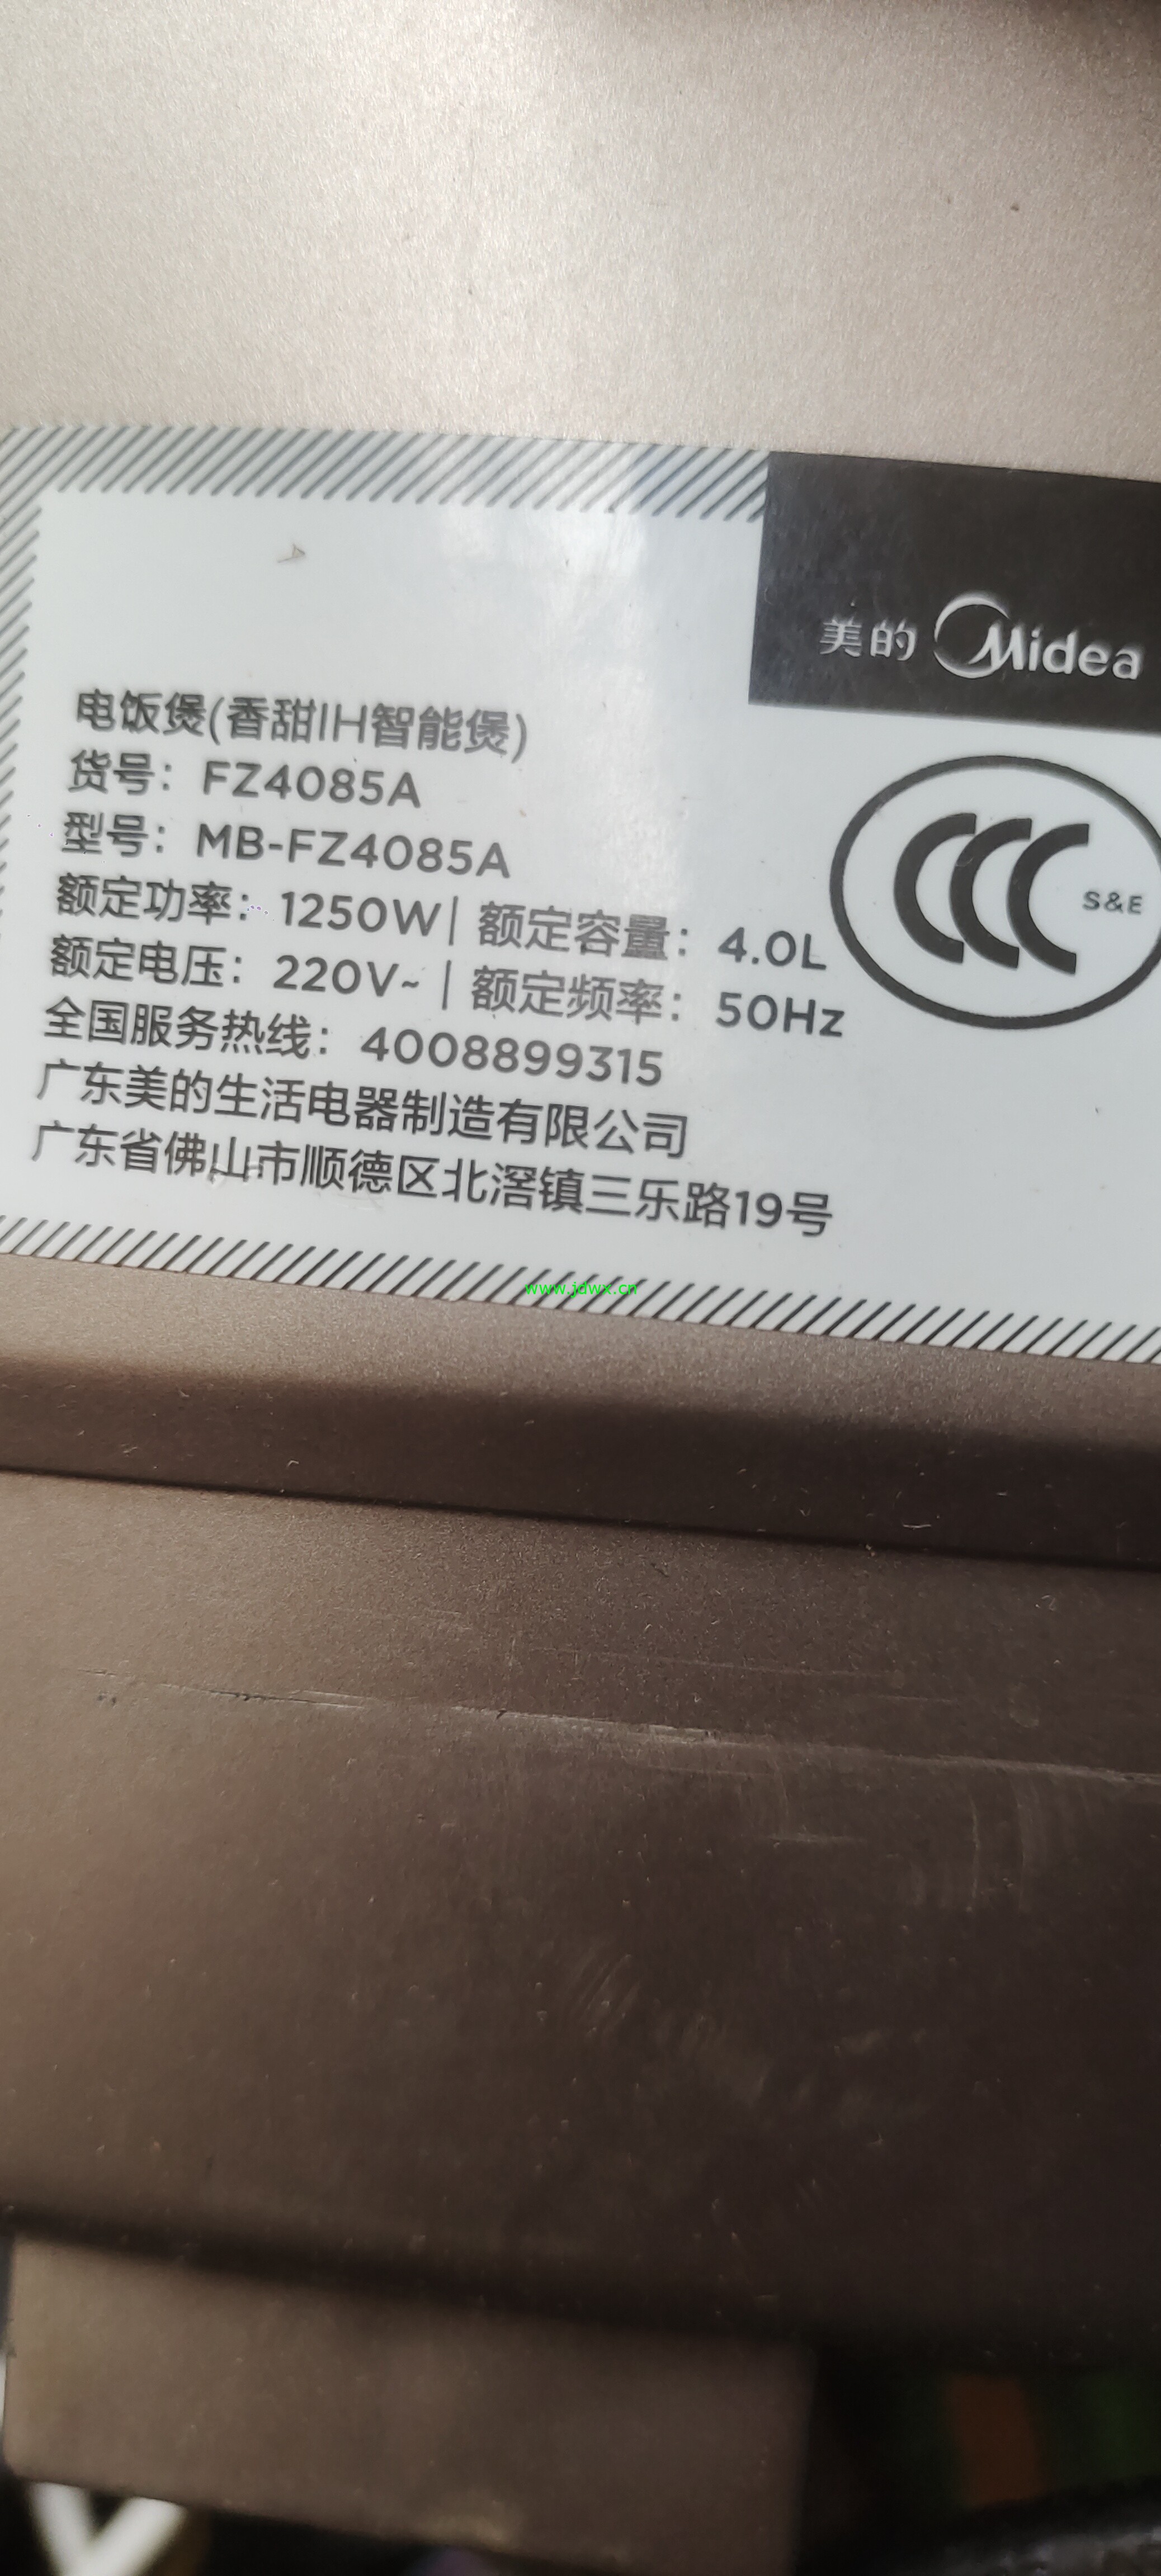 美的 Midea
电饭煲(香甜IH智能煲)
货号：FZ4085A
型号：MB-FZ4085A
额定功率：1250W| 额定容量：4.0L
额定电压：220V~ | 额定频率：50Hz
全国服务热线：4008899315
广东美的生活电器制造有限公司
广东省佛山市顺德区北滘镇三乐路19号
CCC S&E
www.jdwx.cn